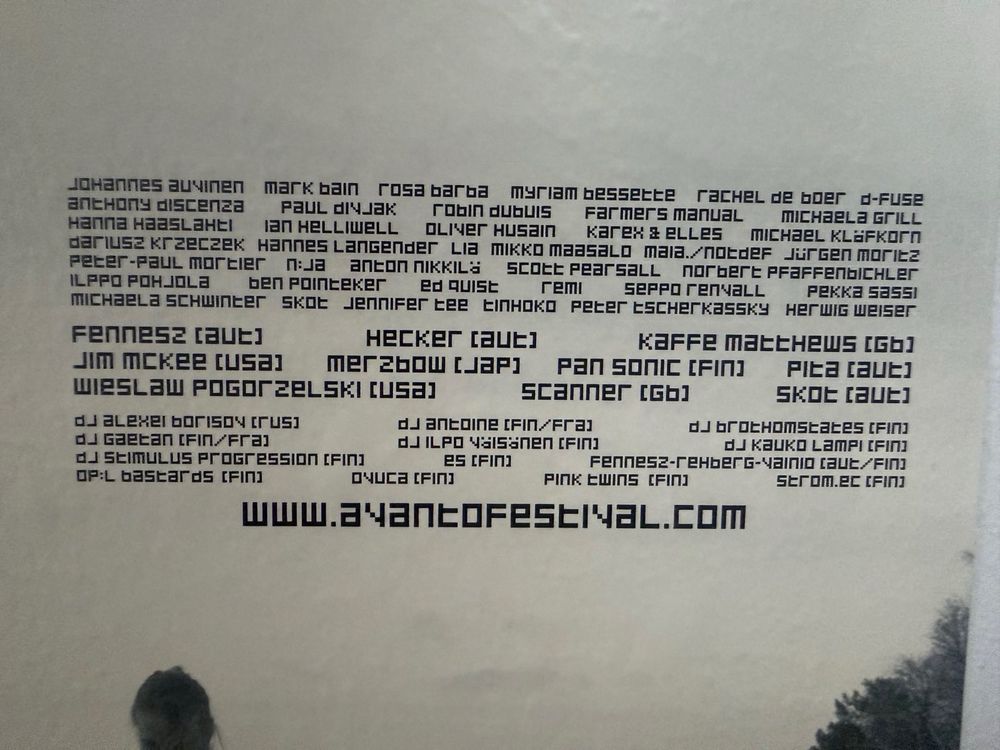 Johannes Auvinen Mark Bain Rosa Barba Myriam Bessette Rachel de Boer D-Fuse
Anthony Discenza Paul Divjak Robin Dubuis Farmers Manual Michaela Grill
Hanna Haaslahti Ian Helliwell Oliver Husain Karex & Elles Michael Kläfkorn
Dariusz Krzeczek Hannes Langender Lia Mikko Maasalo Maia./notdef Jürgen Moritz
Peter-Paul Mortier n:ja Anton Nikkilä Scott Pearsall Norbert Pfaffenbichler
Ilppo Pohjola Ben Pointeker Ed Quist Remi Seppo Renvall Pekka Sassi
Michaela Schwinter Skot Jennifer Tee Tinhoko Peter Tscherkassky Herwig Weiser
Fennesz [aut] Hecker [aut] Kaffe Matthews [Gb]
Jim McKee [usa] Merzbow [Jap] Pan Sonic [Fin] Pita [aut]
Wieslaw Pogorzelski [usa] Scanner [Gb] Skot [aut]
DJ Alexei Borisov [rus] DJ Antoine [Fin/Fra] DJ Brothomstates [Fin]
DJ Gaetan [Fin/Fra] DJ Ilpo Väisänen [Fin] DJ Kauko Lampi [Fin]
DJ Stimulus Progression [Fin] Es [Fin] Fennesz-Rehberg-Vainio [aut/Fin]
Op:l Bastards [Fin] Ovuca [Fin] Pink Twins [Fin] Strom.ec [Fin]
www.avantofestival.com